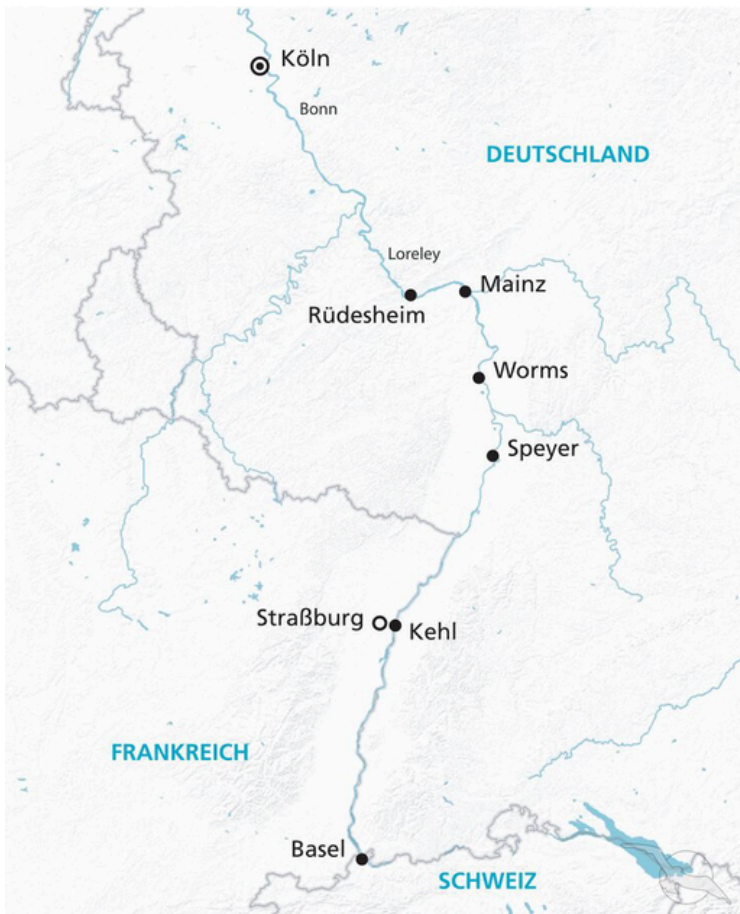 Köln
Bonn
DEUTSCHLAND
Loreley
Mainz
Rüdesheim
Worms
Speyer
Straßburg
Kehl
FRANKREICH
Basel
SCHWEIZ